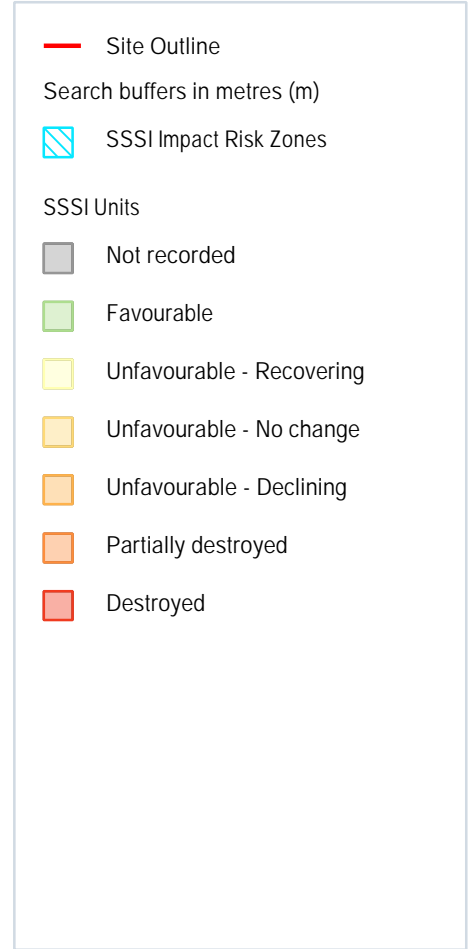 Site Outline
Search buffers in metres (m)
SSSI Impact Risk Zones
SSSI Units
Not recorded
Favourable
Unfavourable - Recovering
Unfavourable - No change
Unfavourable - Declining
Partially destroyed
Destroyed